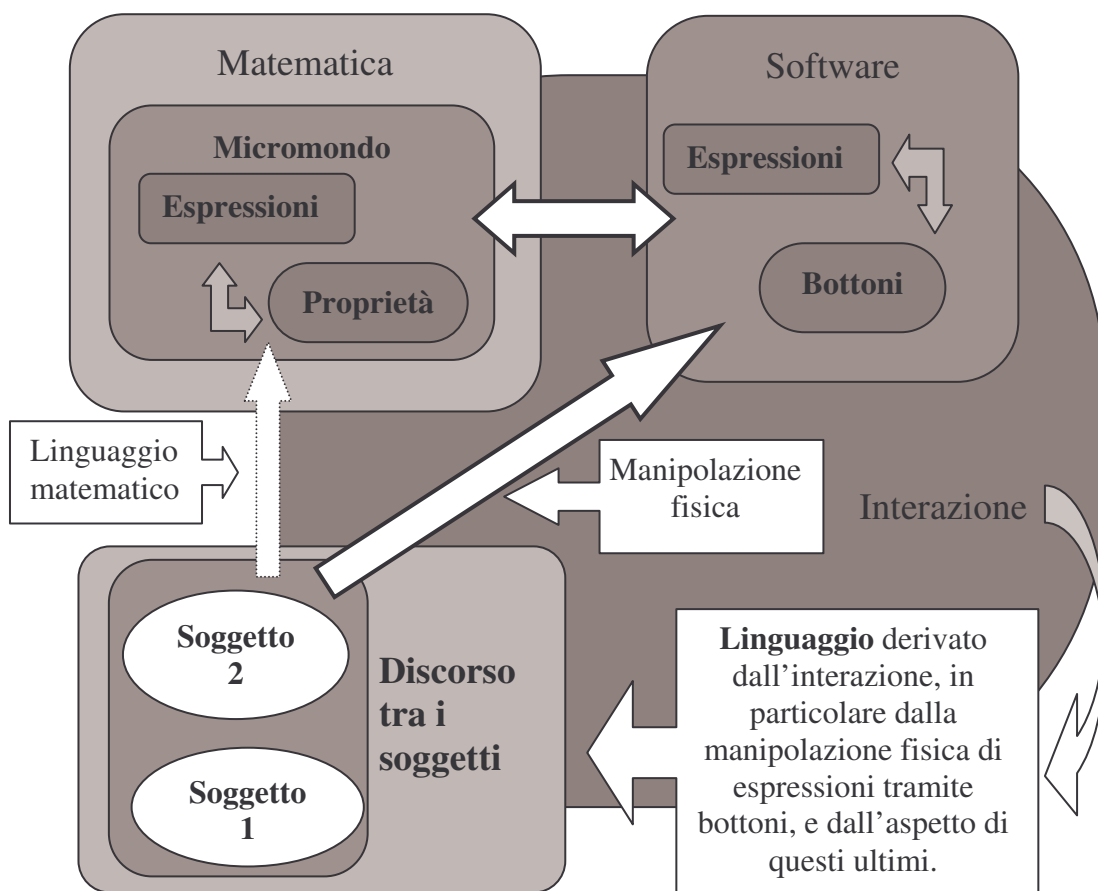 Matematica
Micromondo
Espressioni
Proprietà
Software
Espressioni
Bottoni
Linguaggio
matematico
Manipolazione
fisica
Interazione
Soggetto
2
Soggetto
1
Discorso
tra i
soggetti
Linguaggio derivato
dall’interazione, in
particolare dalla
manipolazione fisica di
espressioni tramite
bottoni, e dall’aspetto di
questi ultimi.